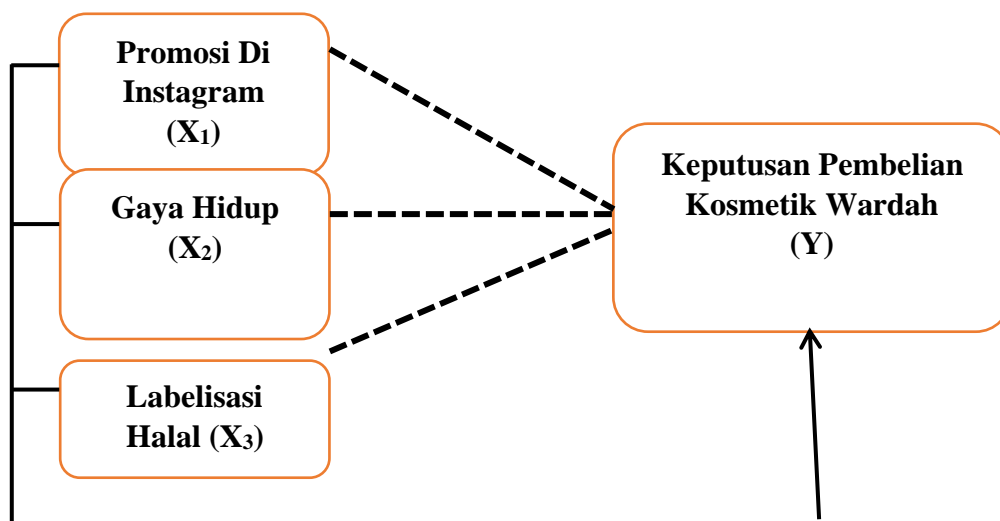 Promosi Di
Instagram
(X₁)
Gaya Hidup
(X₂)
Labelisasi
Halal (X₃)
Keputusan Pembelian
Kosmetik Wardah
(Y)